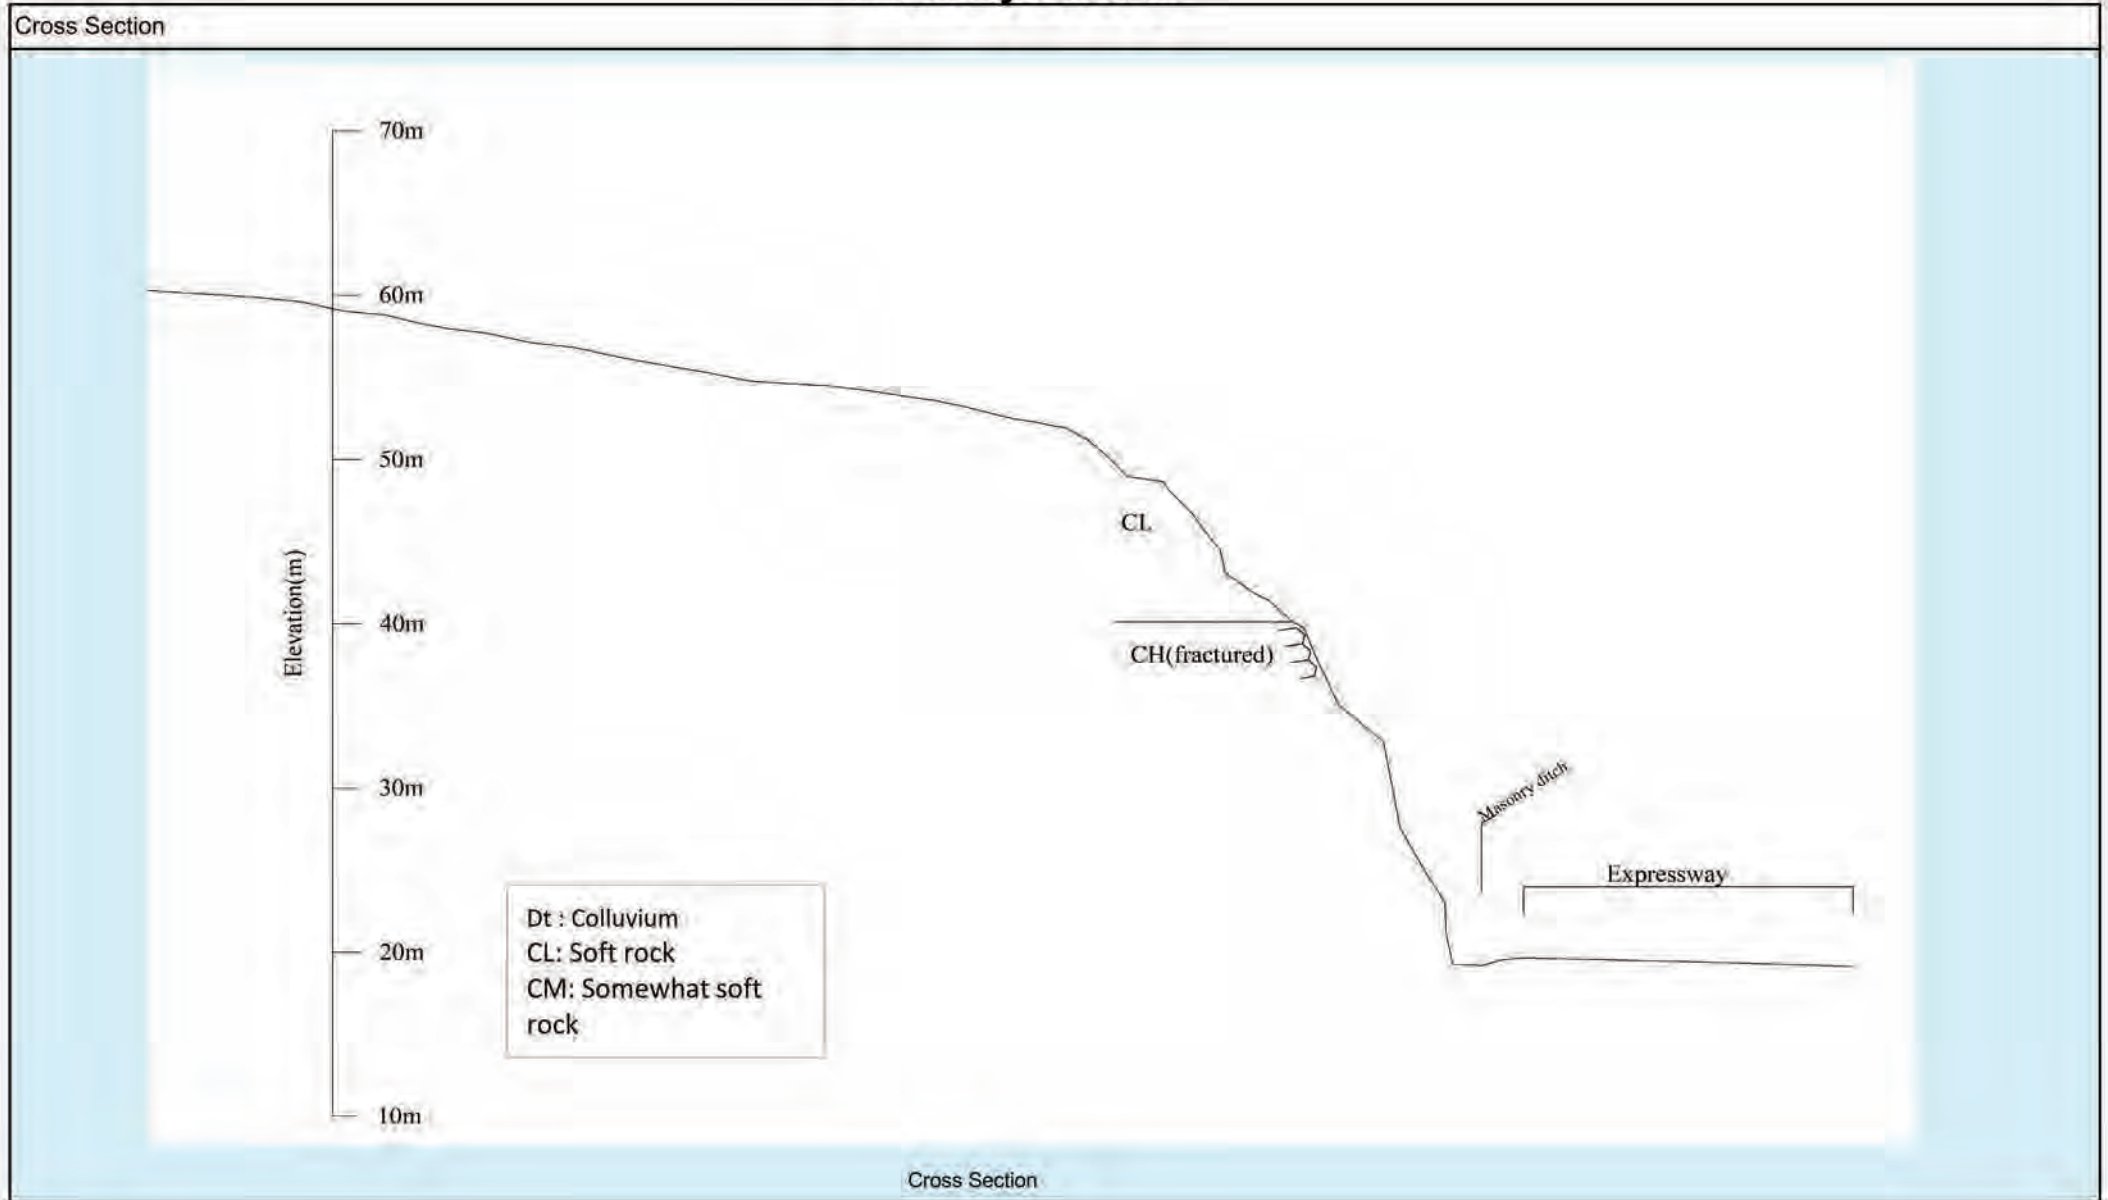 Cross Section
70m
60m
50m
CL
Elevation(m)
40m
CH(fractured)
30m
Masonry ditch
Expressway
Dt : Colluvium
20m
CL: Soft rock
CM: Somewhat soft
rock
10m
Cross Section